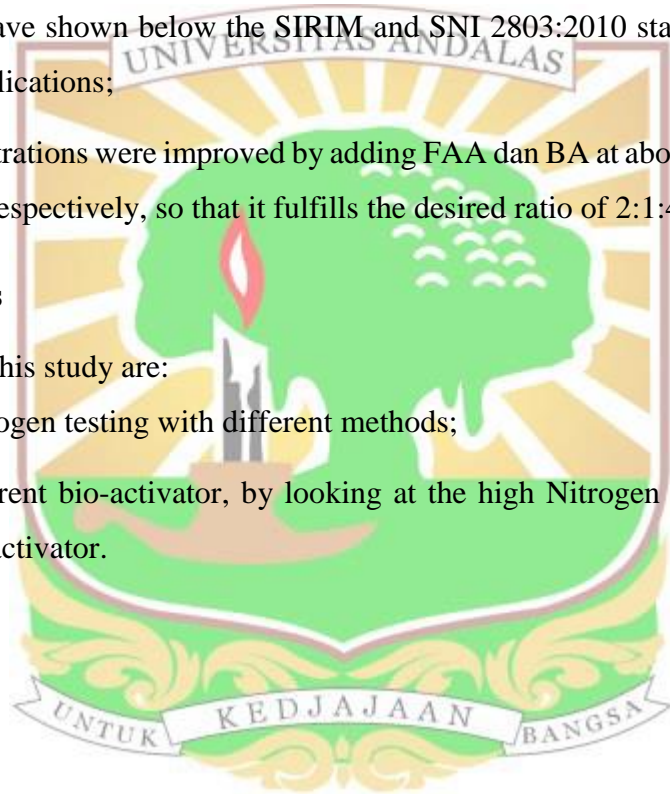 ave shown below the SIRIM and SNI 2803:2010 sta
UNIVERSITAS ANDALAS
lications;
trations were improved by adding FAA dan BA at abo
espectively, so that it fulfills the desired ratio of 2:1:4
s
his study are:
ogen testing with different methods;
rent bio-activator, by looking at the high Nitrogen
activator.
UNTUK KEDJAJAAN BANGSA